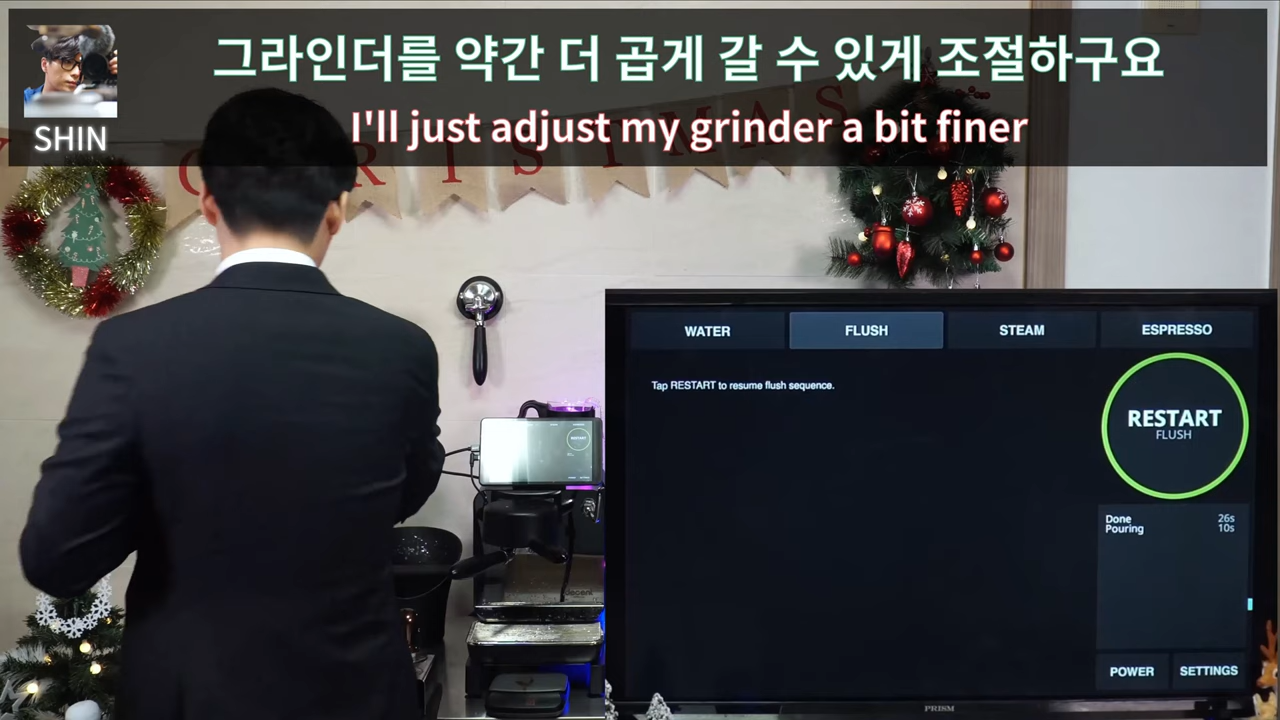 그라인더를 약간 더 곱게 갈 수 있게 조절하구요
I'll just adjust my grinder a bit finer
SHIN
CHRISTMAS
WATER
FLUSH
STEAM
ESPRESSO
Tap RESTART to resume flush sequence.
RESTART
FLUSH
Done 26s
Pouring 10s
decent
POWER
SETTINGS
PRISM